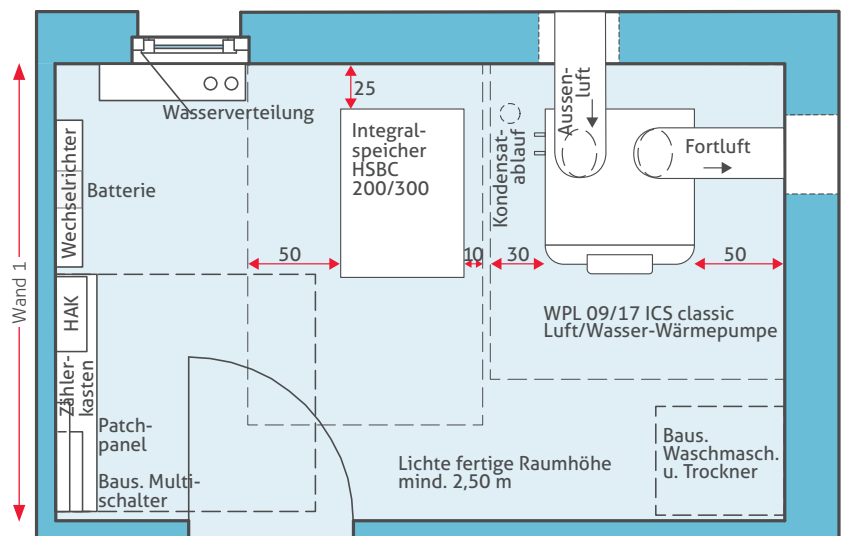 25
Wasserverteilung
Aussen-
luft
Integral-
speicher
HSBC
200/300
Kondensat-
ablauf
Fortluft
Wechselrichter
Batterie
50
10
30
50
Wand 1
HAK
WPL 09/17 ICS classic
Luft/Wasser-Wärmepumpe
Zähler-
kasten
Patch-
panel
Baus. Multi-
schalter
Lichte fertige Raumhöhe
mind. 2,50 m
Baus.
Waschmasch.
u. Trockner